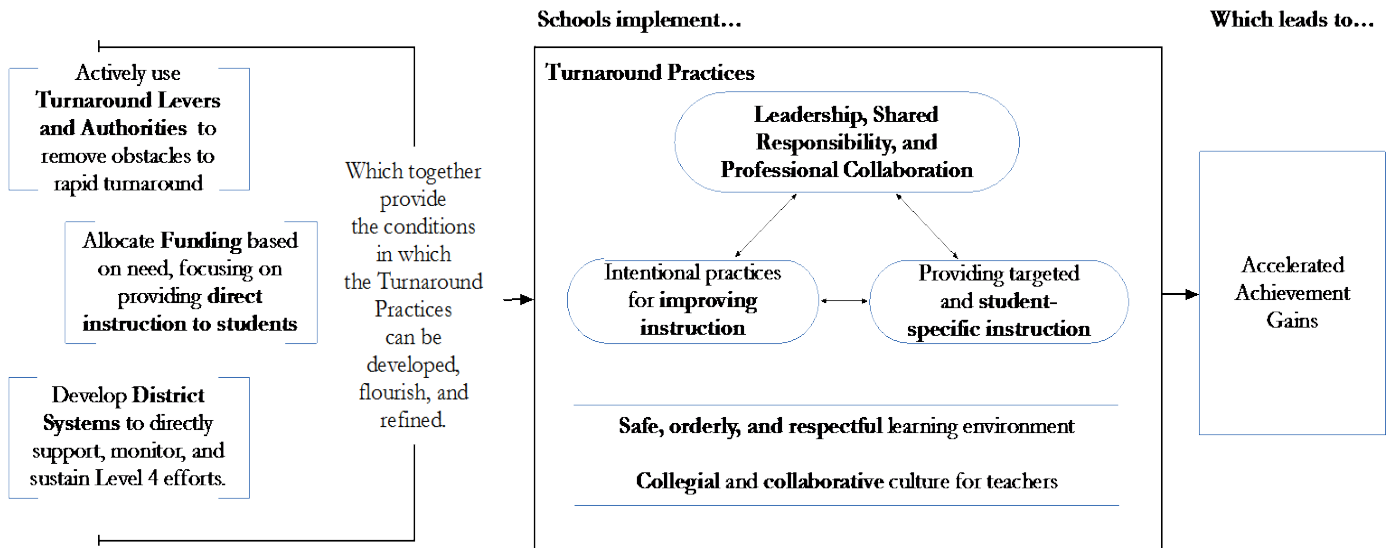 Schools implement…
Which leads to…
Actively use
Turnaround Levers
and Authorities to
remove obstacles to
rapid turnaround
Allocate Funding based
on need, focusing on
providing direct
instruction to students
Develop District
Systems to directly
support, monitor, and
sustain Level 4 efforts.
Which together
provide
the conditions
in which
the Turnaround
Practices
can be
developed,
flourish, and
refined.
Turnaround Practices
Leadership, Shared
Responsibility, and
Professional Collaboration
Intentional practices
for improving
instruction
Providing targeted
and student-
specific instruction
Safe, orderly, and respectful learning environment
Collegial and collaborative culture for teachers
Accelerated
Achievement
Gains